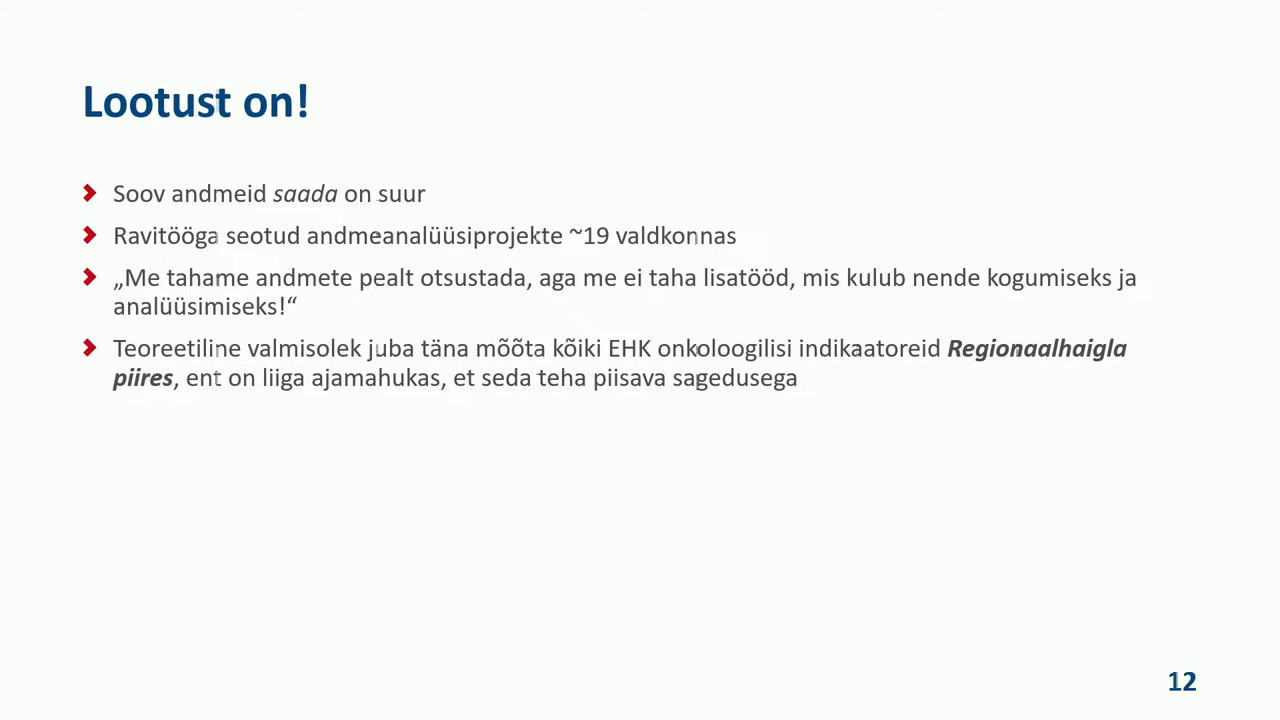 Lootust on!
Soov andmeid saada on suur
Ravitööga seotud andmeanalüüsiprojekte ~19 valdkonnas
„Me tahame andmete pealt otsustada, aga me ei taha lisatööd, mis kulub nende kogumiseks ja
analüüsimiseks!“
Teoreetiline valmisolek juba täna mõõta kõiki EHK onkoloogilisi indikaatoreid Regionaalhaigla
piires, ent on liiga ajamahukas, et seda teha piisava sagedusega
12